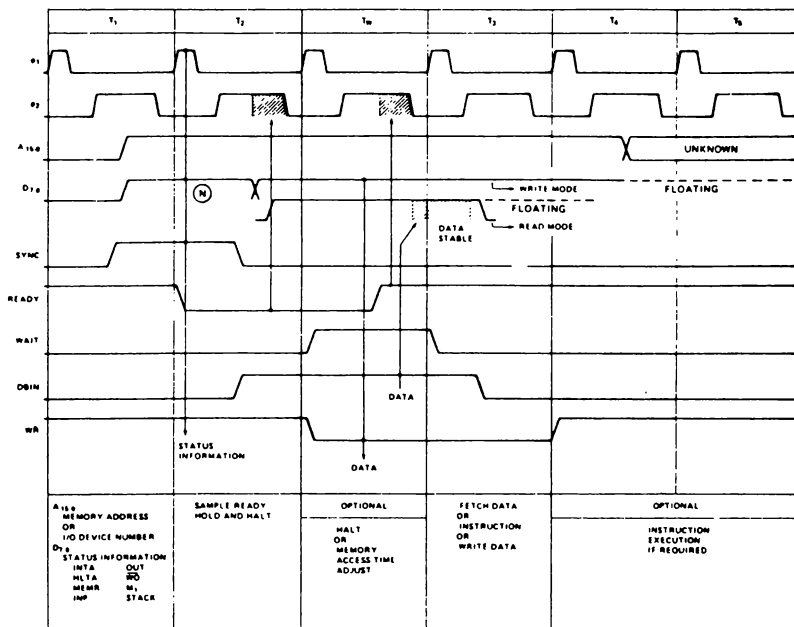 T1 T2 TW T3 T4 T5
φ1
φ2
A15-0
UNKNOWN
D7-0
N
WRITE MODE
FLOATING
FLOATING
READ MODE
DATA
STABLE
SYNC
READY
WAIT
DBIN
DATA
WR
STATUS
INFORMATION
DATA
A15-0
MEMORY ADDRESS
OR
I/O DEVICE NUMBER
D7-0
STATUS INFORMATION
INTA OUT
HLTA WO
MEMR M1
INP STACK
SAMPLE READY
HOLD AND HALT
OPTIONAL
HALT
OR
MEMORY
ACCESS TIME
ADJUST
FETCH DATA
OR
INSTRUCTION
OR
WRITE DATA
OPTIONAL
INSTRUCTION
EXECUTION
IF REQUIRED